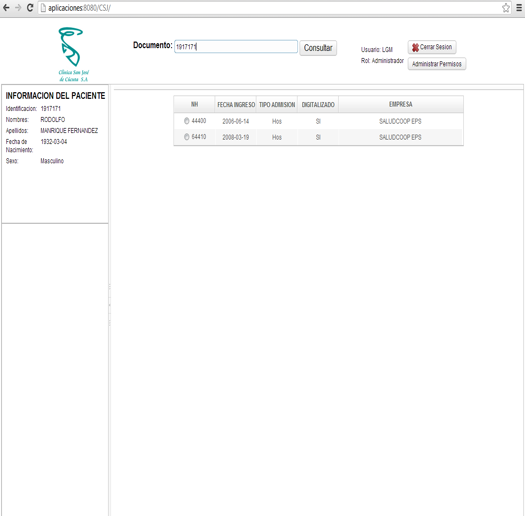 aplicaciones:8080/CSJ/
Clínica San José
de Cúcuta S.A.
Documento: 1917171 Consultar
Usuario: LGM
Rol: Administrador
Cerrar Sesion
Administrar Permisos
INFORMACION DEL PACIENTE
Identificacion: 1917171
Nombres: RODOLFO
Apellidos: MANRIQUE FERNANDEZ
Fecha de Nacimiento: 1932-03-04
Sexo: Masculino
NH FECHA INGRESO TIPO ADMISION DIGITALIZADO EMPRESA
44400 2006-06-14 Hos SI SALUDCOOP EPS
64410 2008-03-19 Hos SI SALUDCOOP EPS